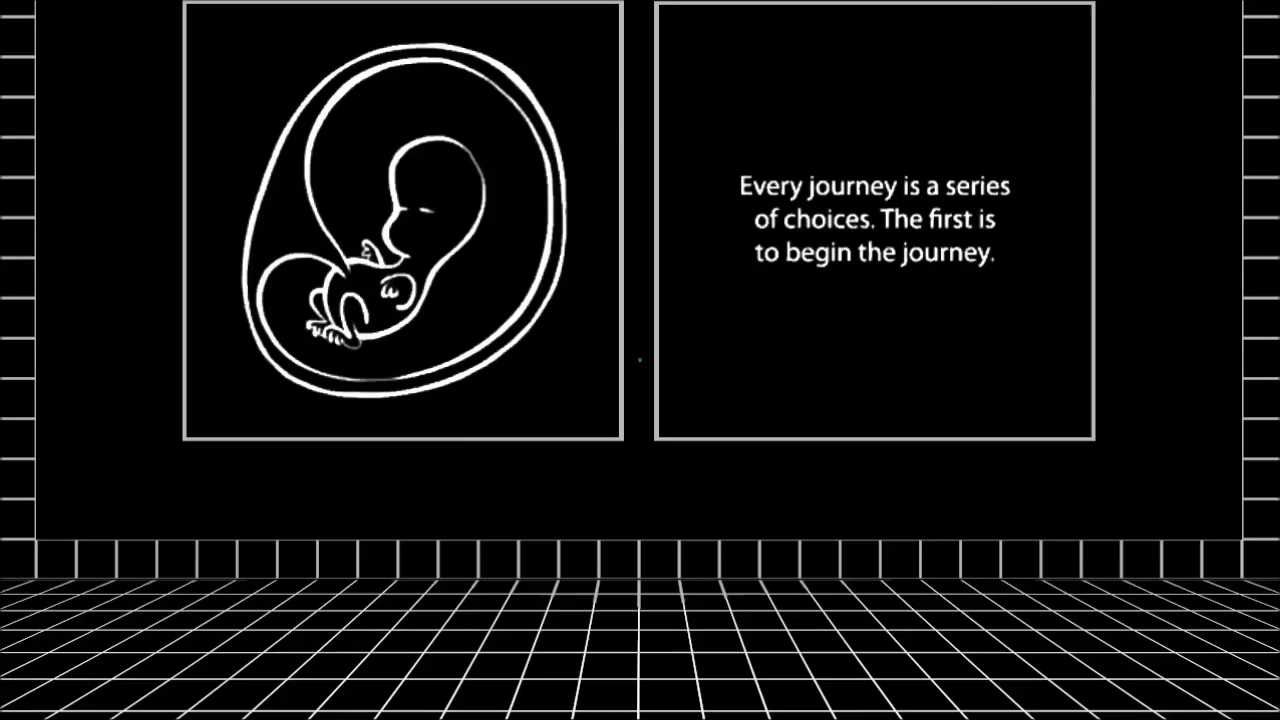 Every journey is a series
of choices. The first is
to begin the journey.